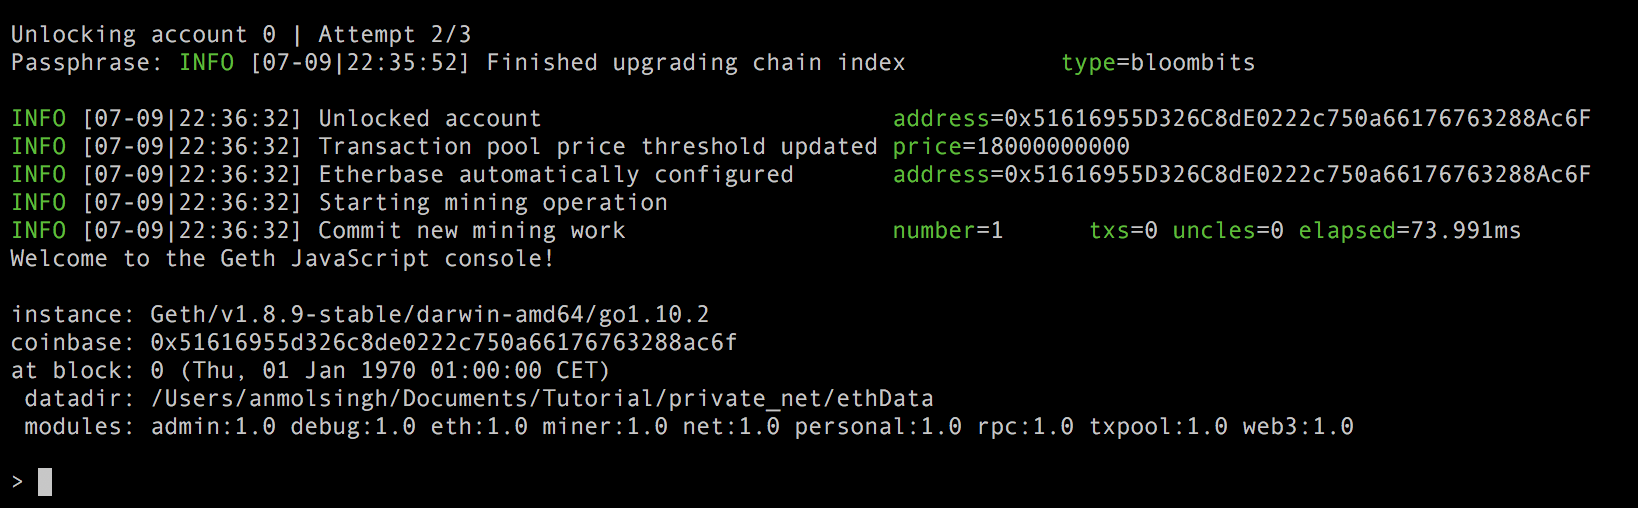 Unlocking account 0 | Attempt 2/3
Passphrase: INFO [07-09|22:35:52] Finished upgrading chain index type=bloombits
INFO [07-09|22:36:32] Unlocked account address=0x51616955D326C8dE0222c750a66176763288Ac6F
INFO [07-09|22:36:32] Transaction pool price threshold updated price=18000000000
INFO [07-09|22:36:32] Etherbase automatically configured address=0x51616955D326C8dE0222c750a66176763288Ac6F
INFO [07-09|22:36:32] Starting mining operation
INFO [07-09|22:36:32] Commit new mining work number=1 txs=0 uncles=0 elapsed=73.991ms
Welcome to the Geth JavaScript console!
instance: Geth/v1.8.9-stable/darwin-amd64/go1.10.2
coinbase: 0x51616955d326c8de0222c750a66176763288ac6f
at block: 0 (Thu, 01 Jan 1970 01:00:00 CET)
datadir: /Users/anmolsingh/Documents/Tutorial/private_net/ethData
modules: admin:1.0 debug:1.0 eth:1.0 miner:1.0 net:1.0 personal:1.0 rpc:1.0 txpool:1.0 web3:1.0
>